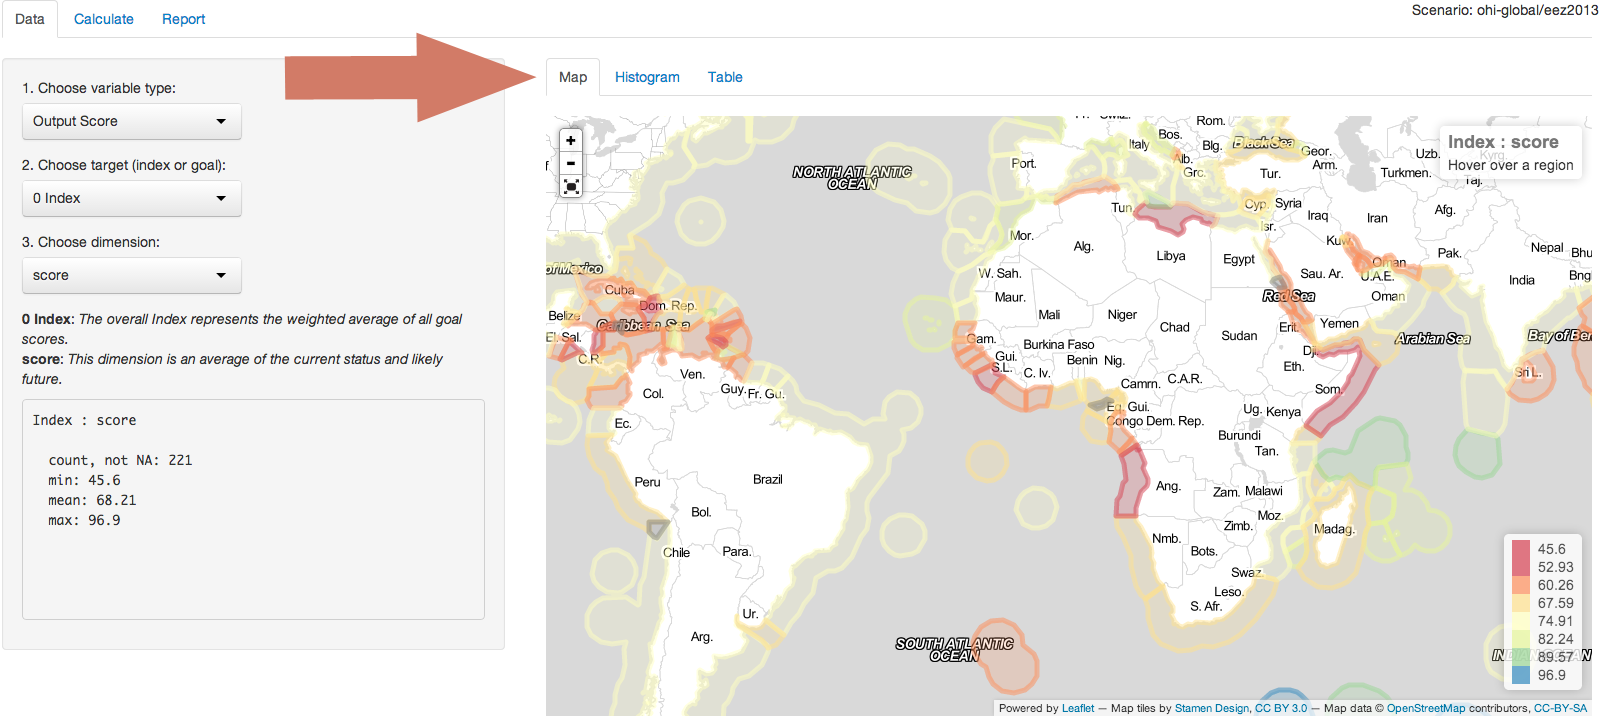 Data Calculate Report
Scenario: ohi-global/eez2013
1. Choose variable type:
Output Score
2. Choose target (index or goal):
0 Index
3. Choose dimension:
score
0 Index: The overall Index represents the weighted average of all goal
scores.
score: This dimension is an average of the current status and likely
future.
Index : score
count, not NA: 221
min: 45.6
mean: 68.21
max: 96.9
Map Histogram Table
+
-
Index : score
Hover over a region
NORTH ATLANTIC
OCEAN
Port.
Italy
Bos.
Rom.
Blg.
Alb.
Grc.
Black Sea
Geor.
Arm.
Tur.
Uzb.
Turkmen.
Taj.
Cyp.
Syria
Isr.
Iraq
Iran
Afg.
Kuw.
Pak.
Nepal
Bhu
Bng
India
Mor.
Tun.
Alg.
Libya
Egypt
Sau. Ar.
Oman
U.A.E.
Oman
Red Sea
Yemen
Arabian Sea
Bay of Ben
Sri L.
W. Sah.
Maur.
Mali
Niger
Chad
Sudan
Erit.
Dj.
Eth.
Som.
Gam.
Gui.
S.L.
C. Iv.
Burkina Faso
Benin
Nig.
Camrn.
C.A.R.
Eq. Gui.
Congo
Dem. Rep.
Ug.
Kenya
Burundi
Tan.
Ang.
Zam.
Malawi
Moz.
Zimb.
Madag.
Nmb.
Bots.
Swaz.
Leso.
S. Afr.
of Mexico
Cuba
Dom. Rep.
Belize
Caribbean Sea
El. Sal.
C.R.
Ven.
Col.
Guy.
Fr. Gu.
Ec.
Peru
Brazil
Bol.
Chile
Para.
Ur.
Arg.
SOUTH ATLANTIC
OCEAN
45.6
52.93
60.26
67.59
74.91
82.24
89.57
96.9
Powered by Leaflet — Map tiles by Stamen Design, CC BY 3.0 — Map data © OpenStreetMap contributors, CC-BY-SA